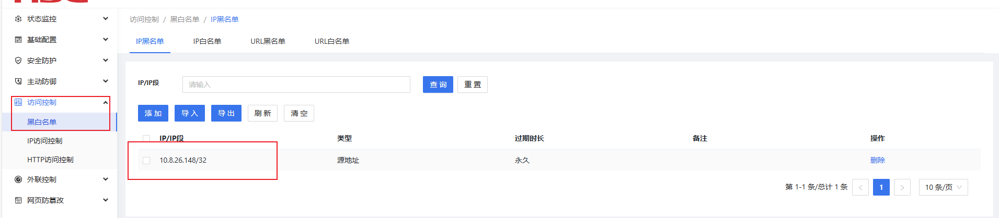 状态监控
基础配置
安全防护
主动防御
访问控制
黑白名单
IP访问控制
HTTP访问控制
外联控制
网页防篡改
访问控制 / 黑白名单 / IP黑名单
IP黑名单 IP白名单 URL黑名单 URL白名单
IP/IP段 请输入 查 询 重 置
添 加 导 入 导 出 刷 新 清 空
IP/IP段 类型 过期时长 备注 操作
10.8.26.148/32 源地址 永久 删除
第 1-1 条/总计 1 条 < 1 > 10 条/页